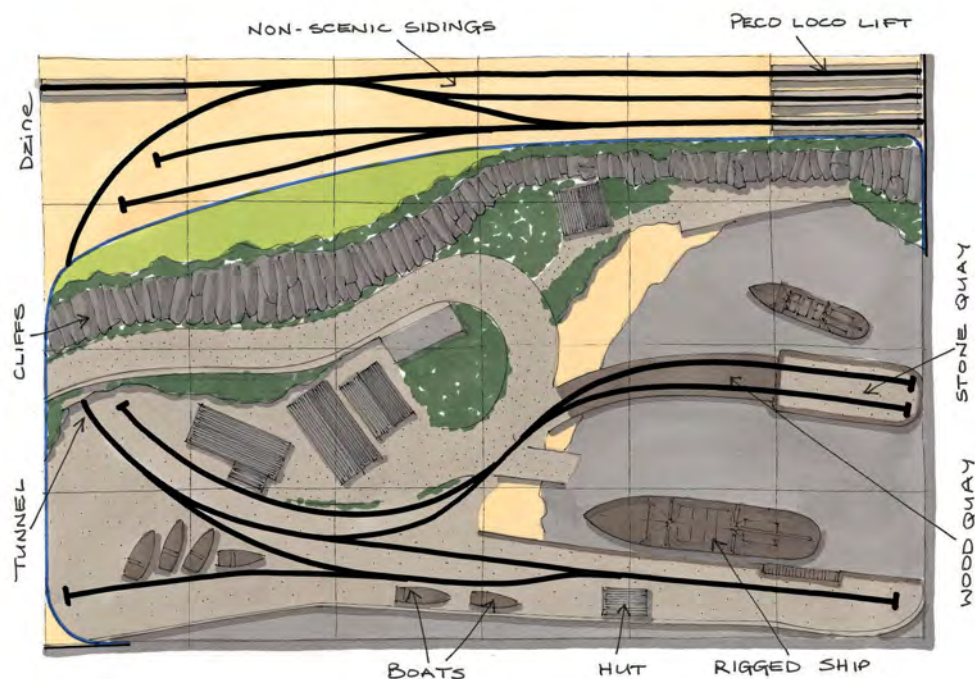 NON-SCENIC SIDINGS
PECO LOCO LIFT
Dzine
CLIFFS
TUNNEL
STONE QUAY
WOOD QUAY
BOATS
HUT
RIGGED SHIP